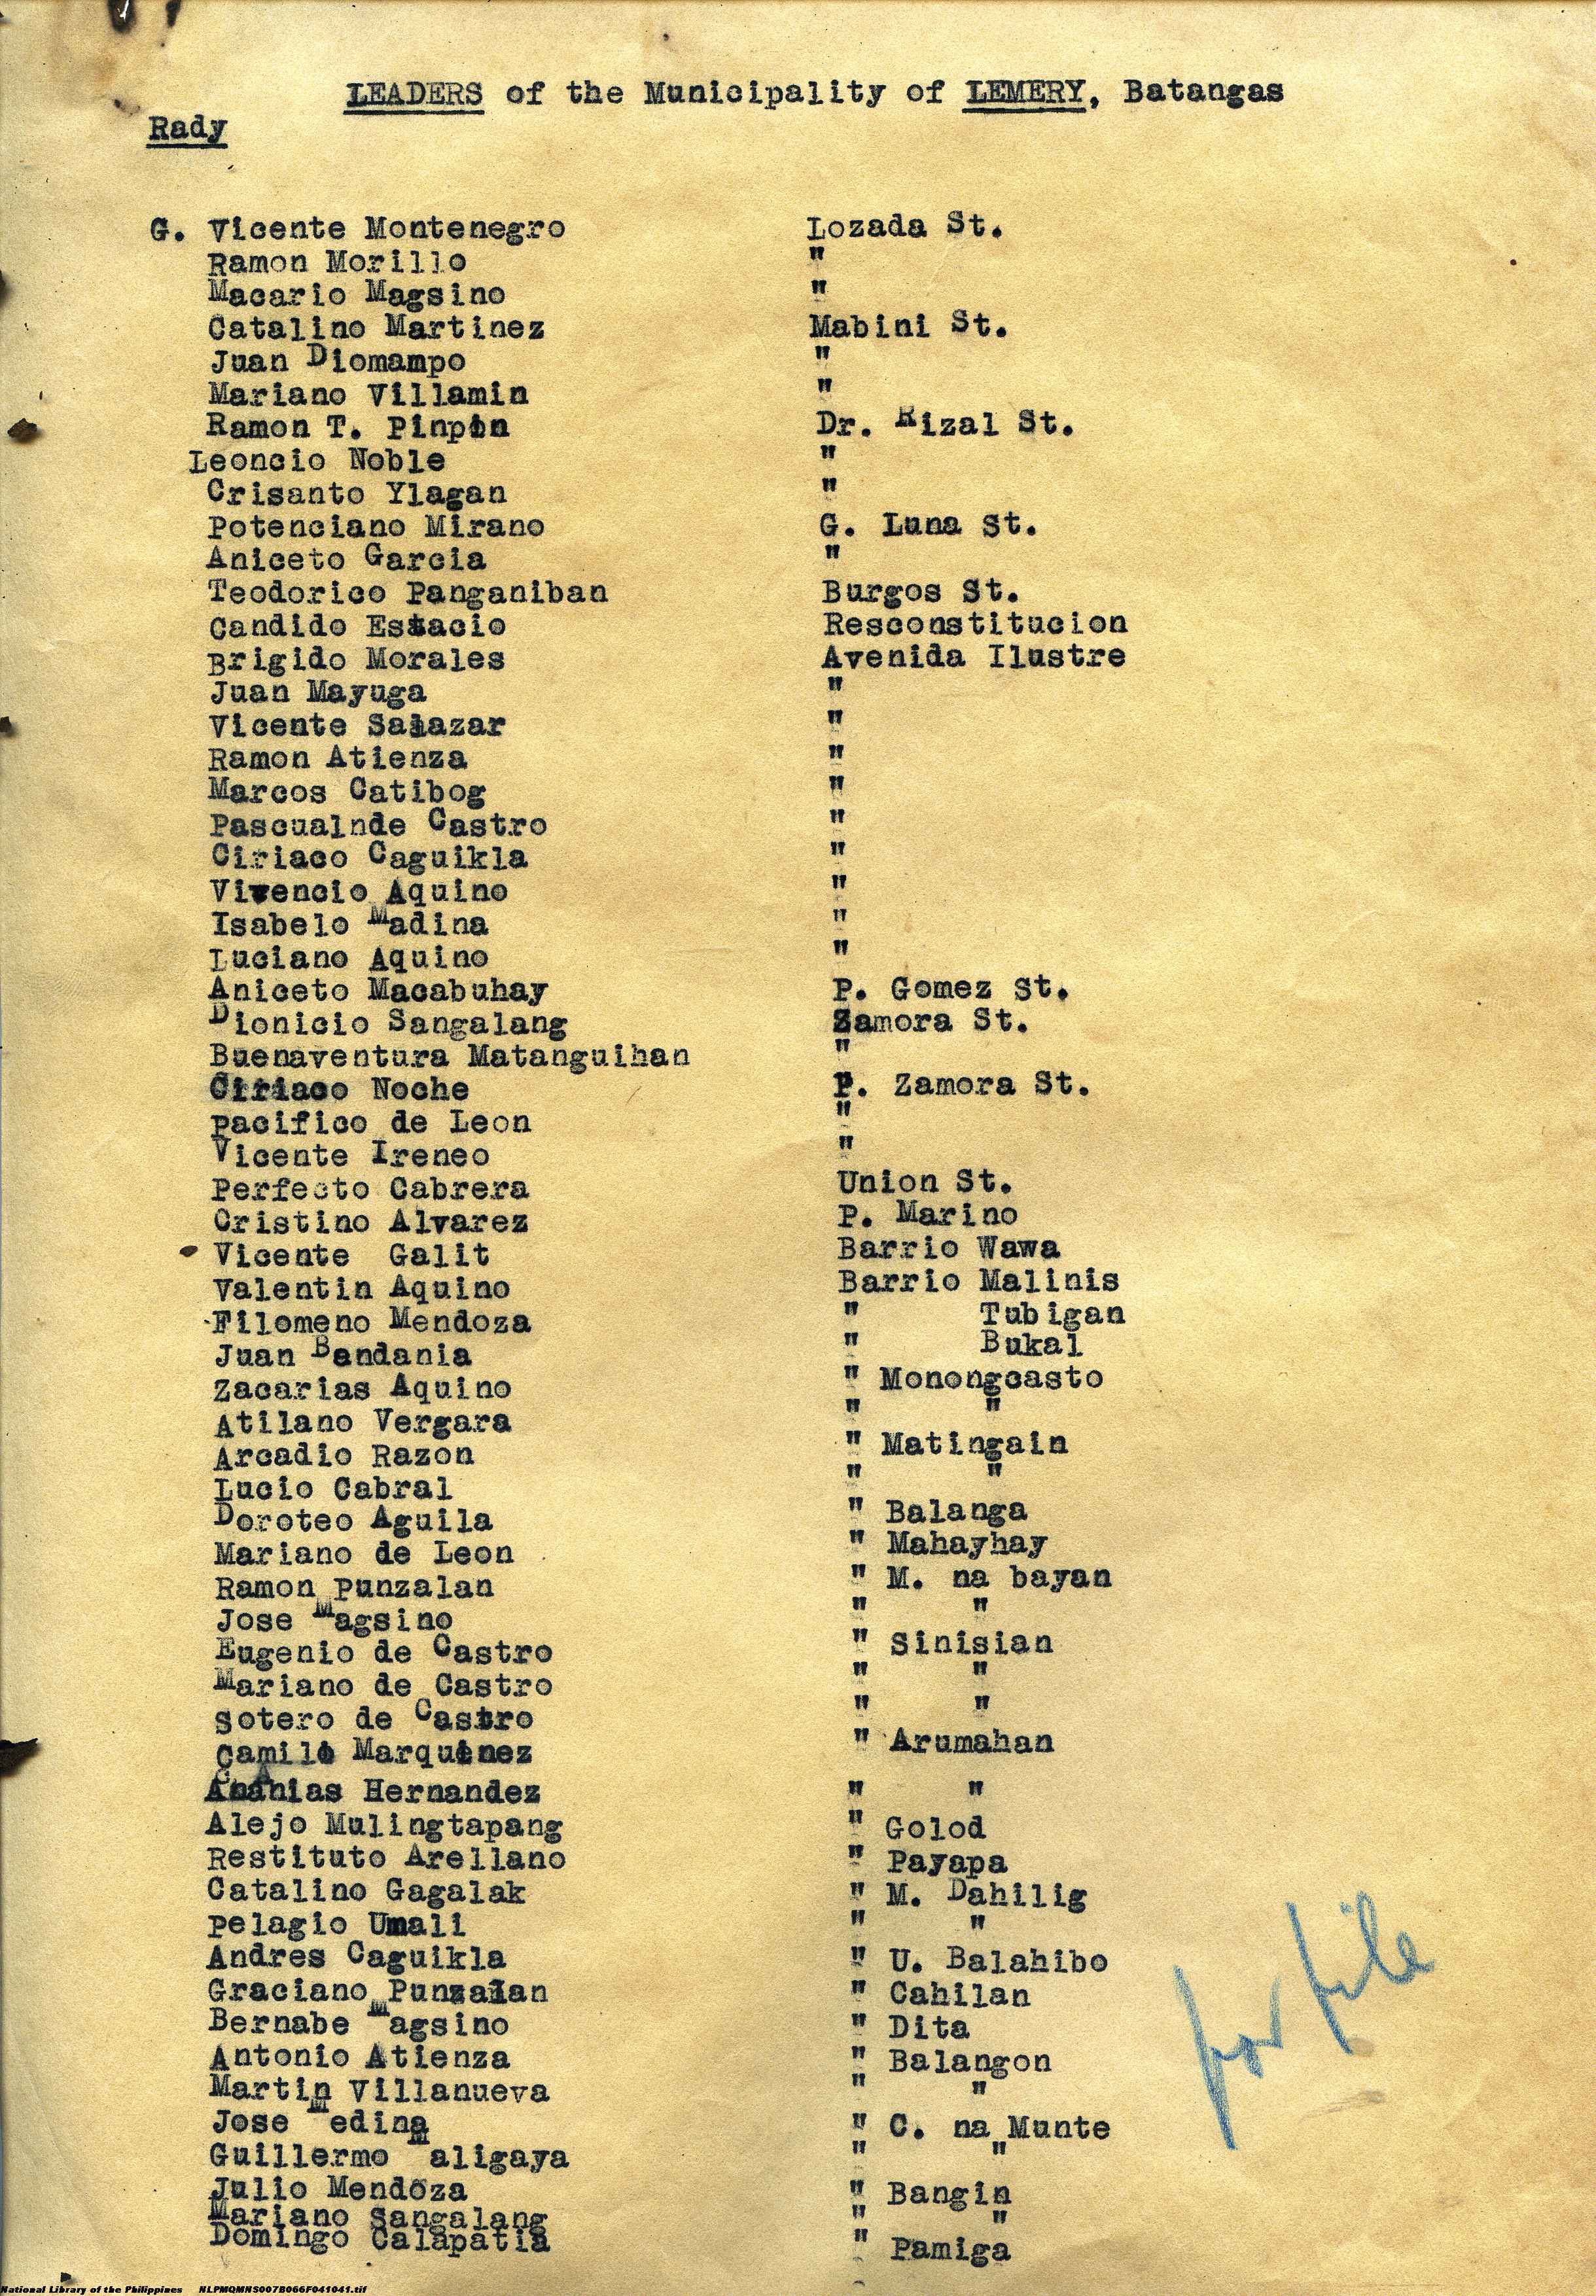 LEADERS of the Municipality of LEMERY, Batangas
Rady
G. Vicente Montenegro Lozada St.
Ramon Morillo "
Macario Magsino "
Catalino Martinez Mabini St.
Juan Diomampo "
Mariano Villamin "
Ramon T. Pinpin Dr. Rizal St.
Leoncio Noble "
Crisanto Ylagan "
Potenciano Mirano G. Luna St.
Aniceto Garcia "
Teodorico Panganiban Burgos St.
Candido Estacio Resconstitucion
Brigido Morales Avenida Ilustre
Juan Mayuga "
Vicente Salazar "
Ramon Atienza "
Marcos Catibog "
Pascualnde Castro "
Ciriaco Caguikla "
Vivencio Aquino "
Isabelo Madina "
Luciano Aquino "
Aniceto Macabuhay P. Gomez St.
Dionicio Sangalang Zamora St.
Buenaventura Matanguihan "
Ciriaco Noche P. Zamora St.
Pacifico de Leon "
Vicente Ireneo "
Perfecto Cabrera Union St.
Cristino Alvarez P. Marino
Vicente Galit Barrio Wawa
Valentin Aquino Barrio Malinis
Filomeno Mendoza " Tubigan
Juan Bendania " Bukal
Zacarias Aquino " Monongcasto
Atilano Vergara " "
Arcadio Razon " Matingain
Lucio Cabral " "
Doroteo Aguila " Balanga
Mariano de Leon " Mahayhay
Ramon Punzalan " M. na bayan
Jose Magsino " "
Eugenio de Castro " Sinisian
Mariano de Castro " "
Sotero de Castro " "
Camilo Marquinez " Arumahan
Ananias Hernandez " "
Alejo Mulingtapang " Golod
Restituto Arellano " Payapa
Catalino Gagalak " M. Dahilig
Pelagio Umali " "
Andres Caguikla " U. Balahibo
Graciano Punzalan " Cahilan
Bernabe Magsino " Dita
Antonio Atienza " Balangon
Martin Villanueva " "
Jose Medina " C. na Munte
Guillermo Maligaya " "
Julio Mendoza " Bangin
Mariano Sangalang " "
Domingo Calapatia " Pamiga
for file
National Library of the Philippines NLPMQMNS007B066F041041.tif